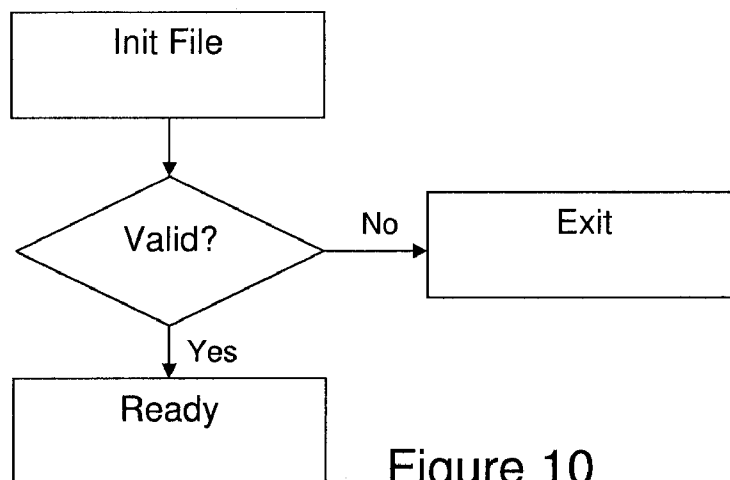 Init File
Valid?
No
Exit
Yes
Ready
Figure 10